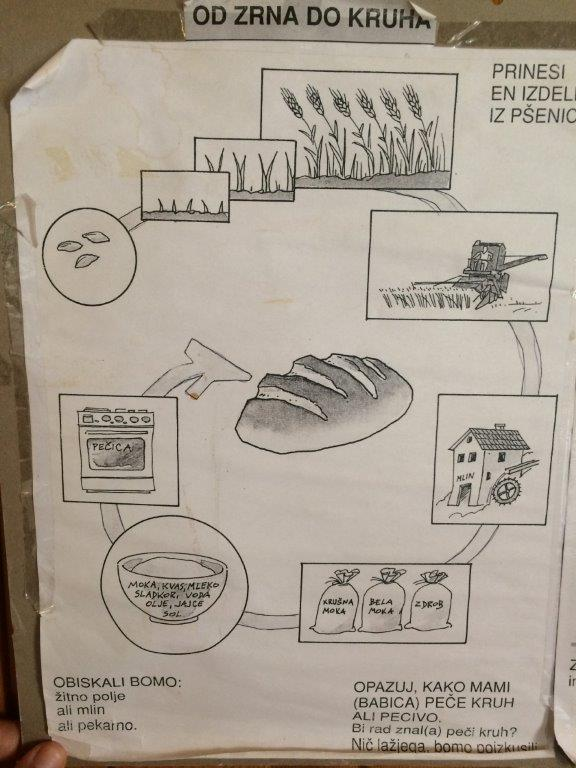 OD ZRNA DO KRUHA
PRINESI
EN IZDEL
IZ PŠENIC
PEČICA
MLIN
MOKA, KVAS, MLEKO
SLADKOR, VODA
OLJE, JAJCE
SOL
KRUŠNA
MOKA
BELA
MOKA
ZDROB
OBISKALI BOMO:
žitno polje
ali mlin
ali pekarno.
OPAZUJ, KAKO MAMI
(BABICA) PEČE KRUH
ALI PECIVO.
Bi rad znal(a) peči kruh?
Nič lažjega, bomo poizkusili